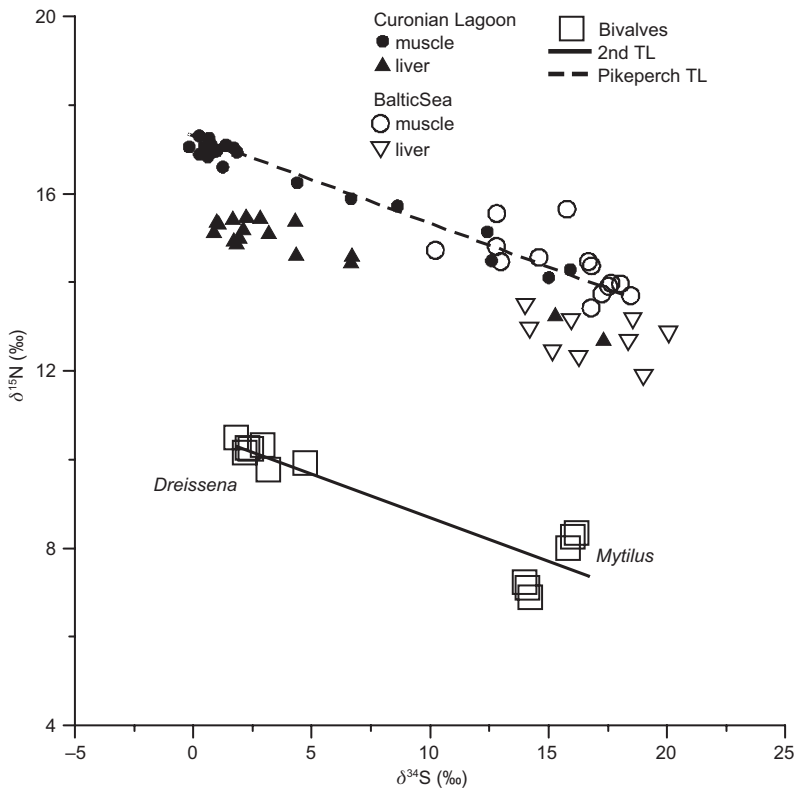 Curonian Lagoon
muscle
liver
BalticSea
muscle
liver
Bivalves
2nd TL
Pikeperch TL
20
16
12
8
4
δ15N (‰)
Dreissena
Mytilus
–5
0
5
10
15
20
25
δ34S (‰)